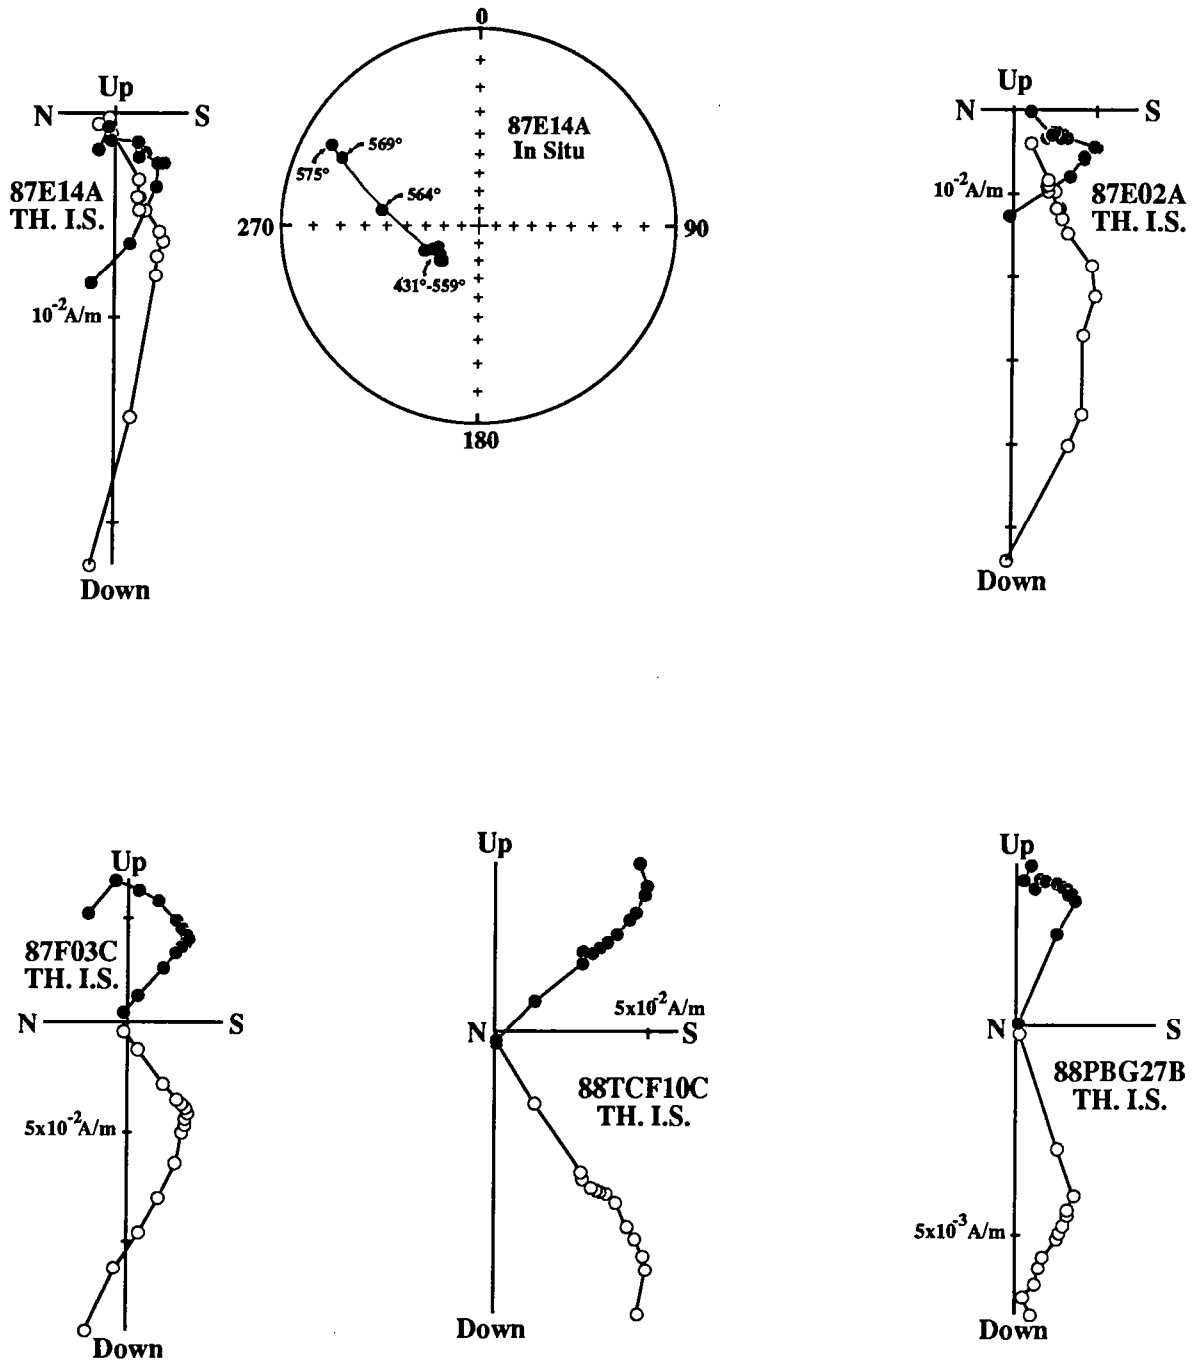 Up
N
S
87E14A
TH. I.S.
10⁻²A/m
Down
0
87E14A
In Situ
569°
575°
564°
270
90
431°-559°
180
Up
N
S
10⁻²A/m
87E02A
TH. I.S.
Down
Up
87F03C
TH. I.S.
N
S
5x10⁻²A/m
Down
Up
5x10⁻²A/m
N
S
88TCF10C
TH. I.S.
Down
Up
N
S
88PBG27B
TH. I.S.
5x10⁻³A/m
Down